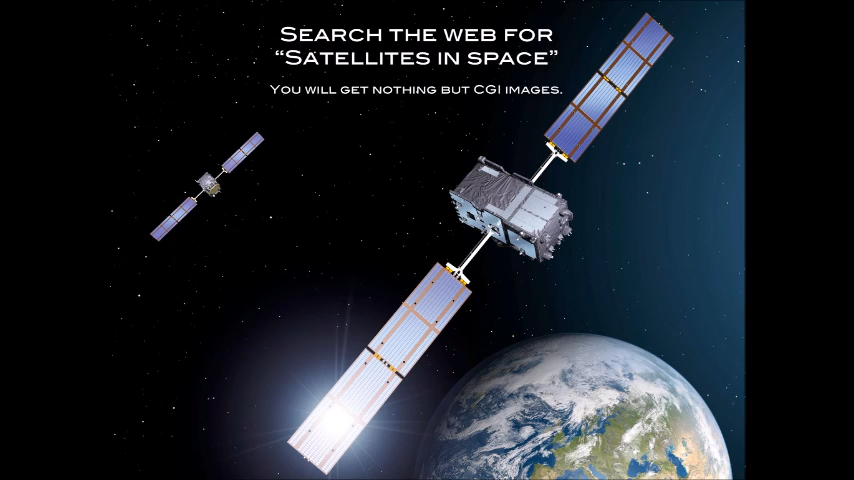 Search the web for
“Satellites in space”
You will get nothing but CGI images.